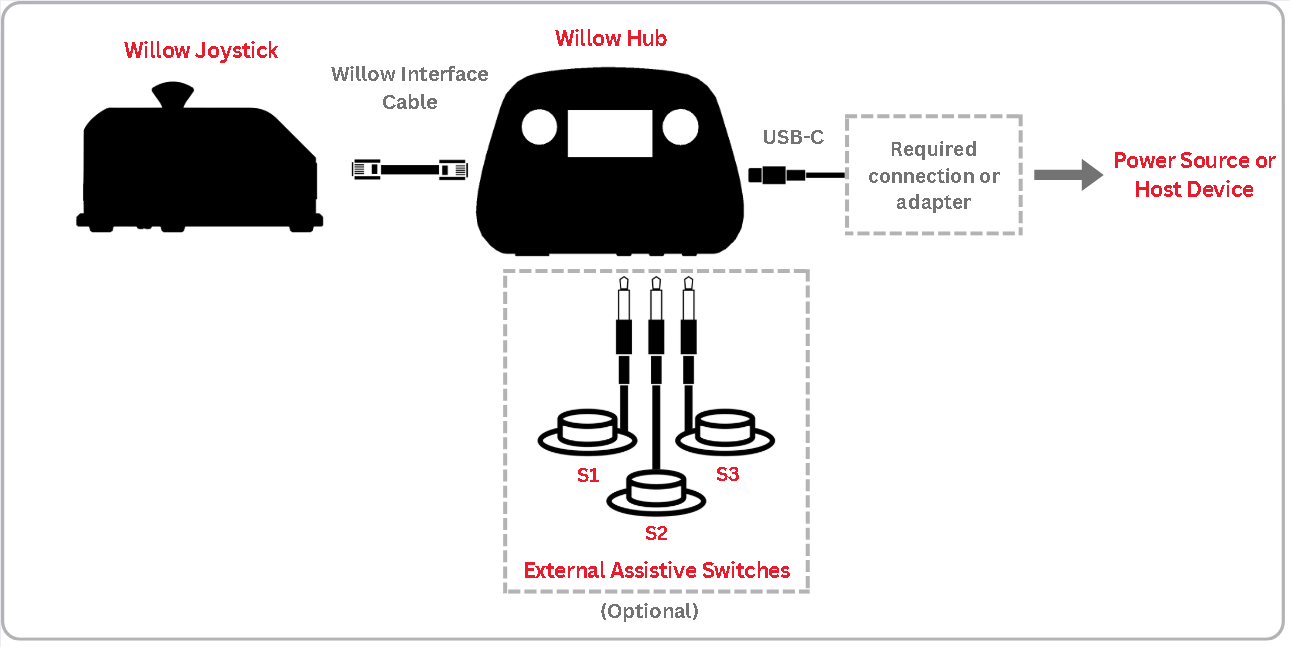 Willow Joystick
Willow Interface
Cable
Willow Hub
USB-C
Required
connection or
adapter
Power Source or
Host Device
S1
S3
S2
External Assistive Switches
(Optional)